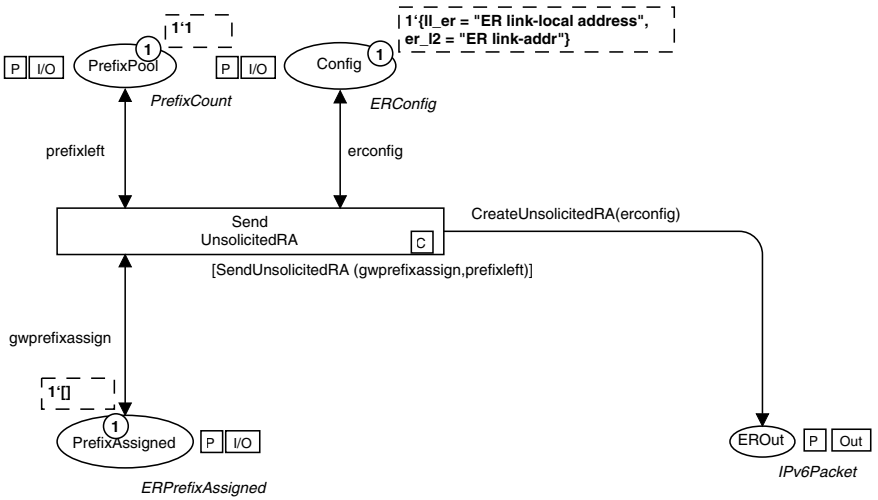 1‘1
1‘{ll_er = "ER link-local address",
er_l2 = "ER link-addr"}
1
1
P I/O PrefixPool
P I/O Config
PrefixCount
ERConfig
prefixleft
erconfig
Send
UnsolicitedRA
C
CreateUnsolicitedRA(erconfig)
[SendUnsolicitedRA (gwprefixassign,prefixleft)]
gwprefixassign
1‘[]
1
PrefixAssigned P I/O
EROut P Out
ERPrefixAssigned
IPv6Packet